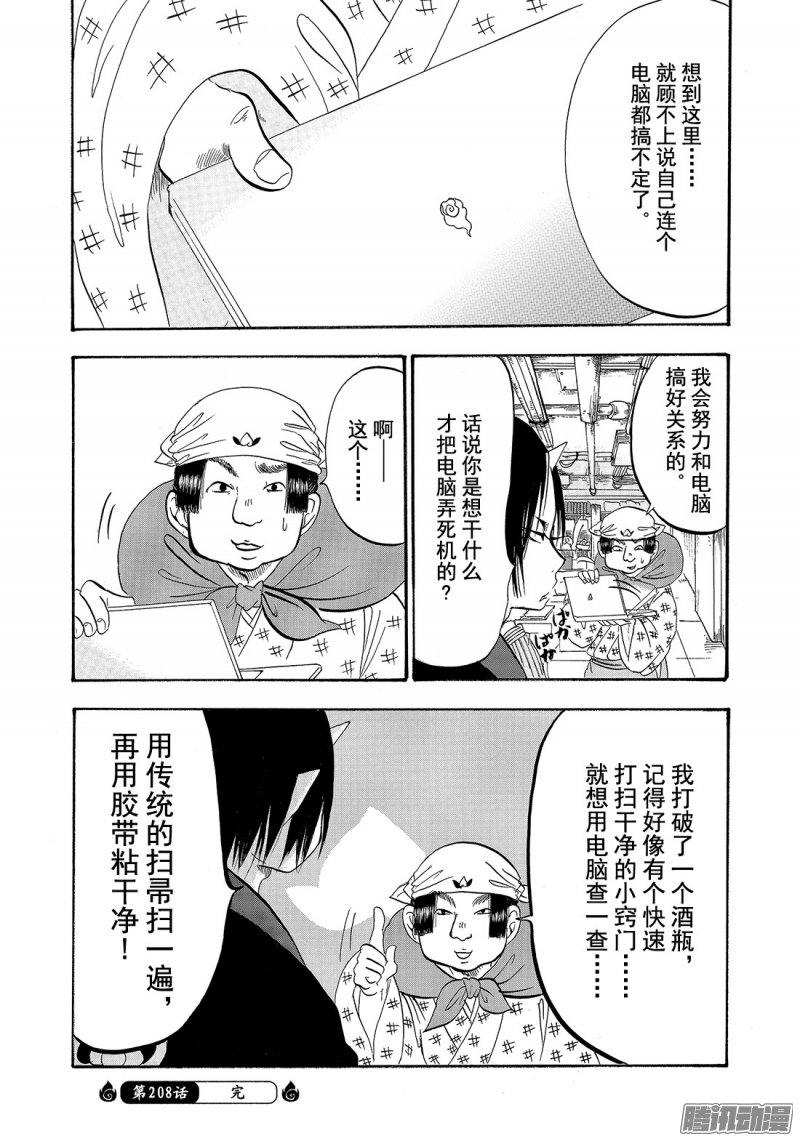 想到这里……
就顾不上说自己连个
电脑都搞不定了。
我会努力和电脑
搞好关系的。
话说你是想干什么
才把电脑弄死机的?
ぱか
ぱか
啊——
这个……
我打破了一个酒瓶,
记得好像有个快速
打扫干净的小窍门……
就想用电脑查一查……
用传统的扫帚扫一遍,
再用胶带粘干净!
第208话 完
腾讯动漫